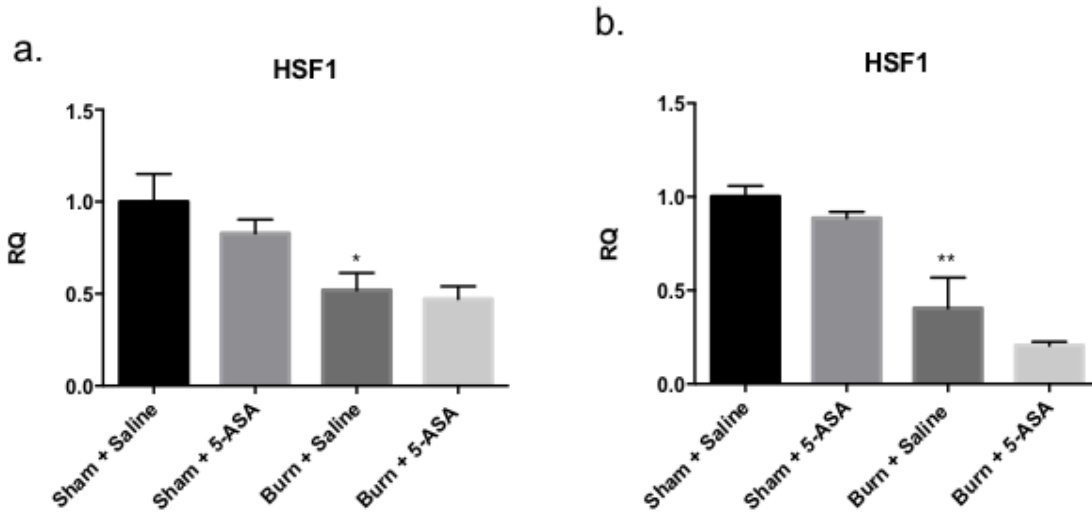 a.
HSF1
RQ
1.5
1.0
0.5
0.0
*
Sham + Saline
Sham + 5-ASA
Burn + Saline
Burn + 5-ASA
b.
HSF1
RQ
1.5
1.0
0.5
0.0
**
Sham + Saline
Sham + 5-ASA
Burn + Saline
Burn + 5-ASA